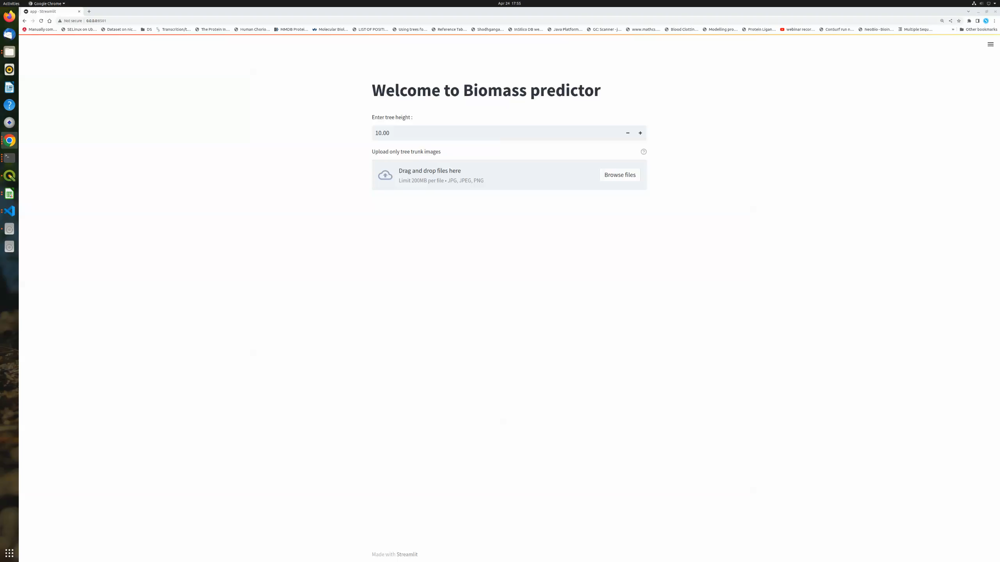 Activities
Google Chrome
Apr 24 17:55
app · Streamlit
Not secure
0.0.0.0:8501
Manually com...
SELinux on Ub...
Dataset on nic...
DS
Transcrition/t...
The Protein In...
Human Chorio...
MMDB Protei...
Molecular Biol...
LIST OF POSITI...
Using trees fo...
Reference Tab...
Shodhganga...
InSIlico DB we...
Java Platform...
GC: Scanner - j...
www.mathcs....
Blood Clottin...
Modelling pro...
Protein Ligan...
webinar recor...
ConSurf run n...
NeoBio - Bioin...
Multiple Sequ...
»
Other bookmarks
Welcome to Biomass predictor
Enter tree height :
10.00
Upload only tree trunk images
Drag and drop files here
Limit 200MB per file • JPG, JPEG, PNG
Browse files
Made with Streamlit